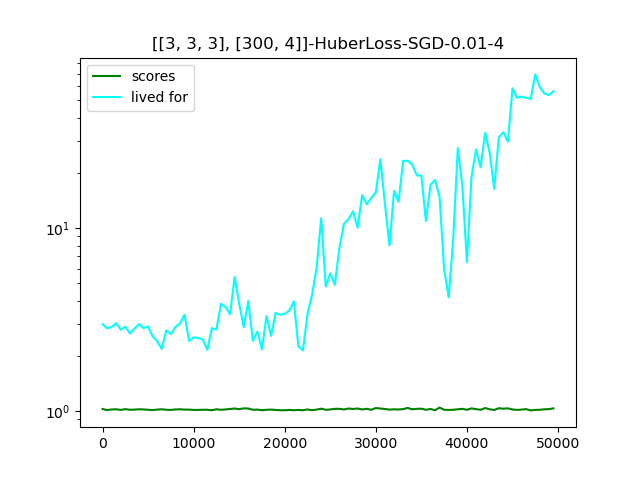 [[3, 3, 3], [300, 4]]-HuberLoss-SGD-0.01-4
scores
lived for
10¹
10⁰
0 10000 20000 30000 40000 50000